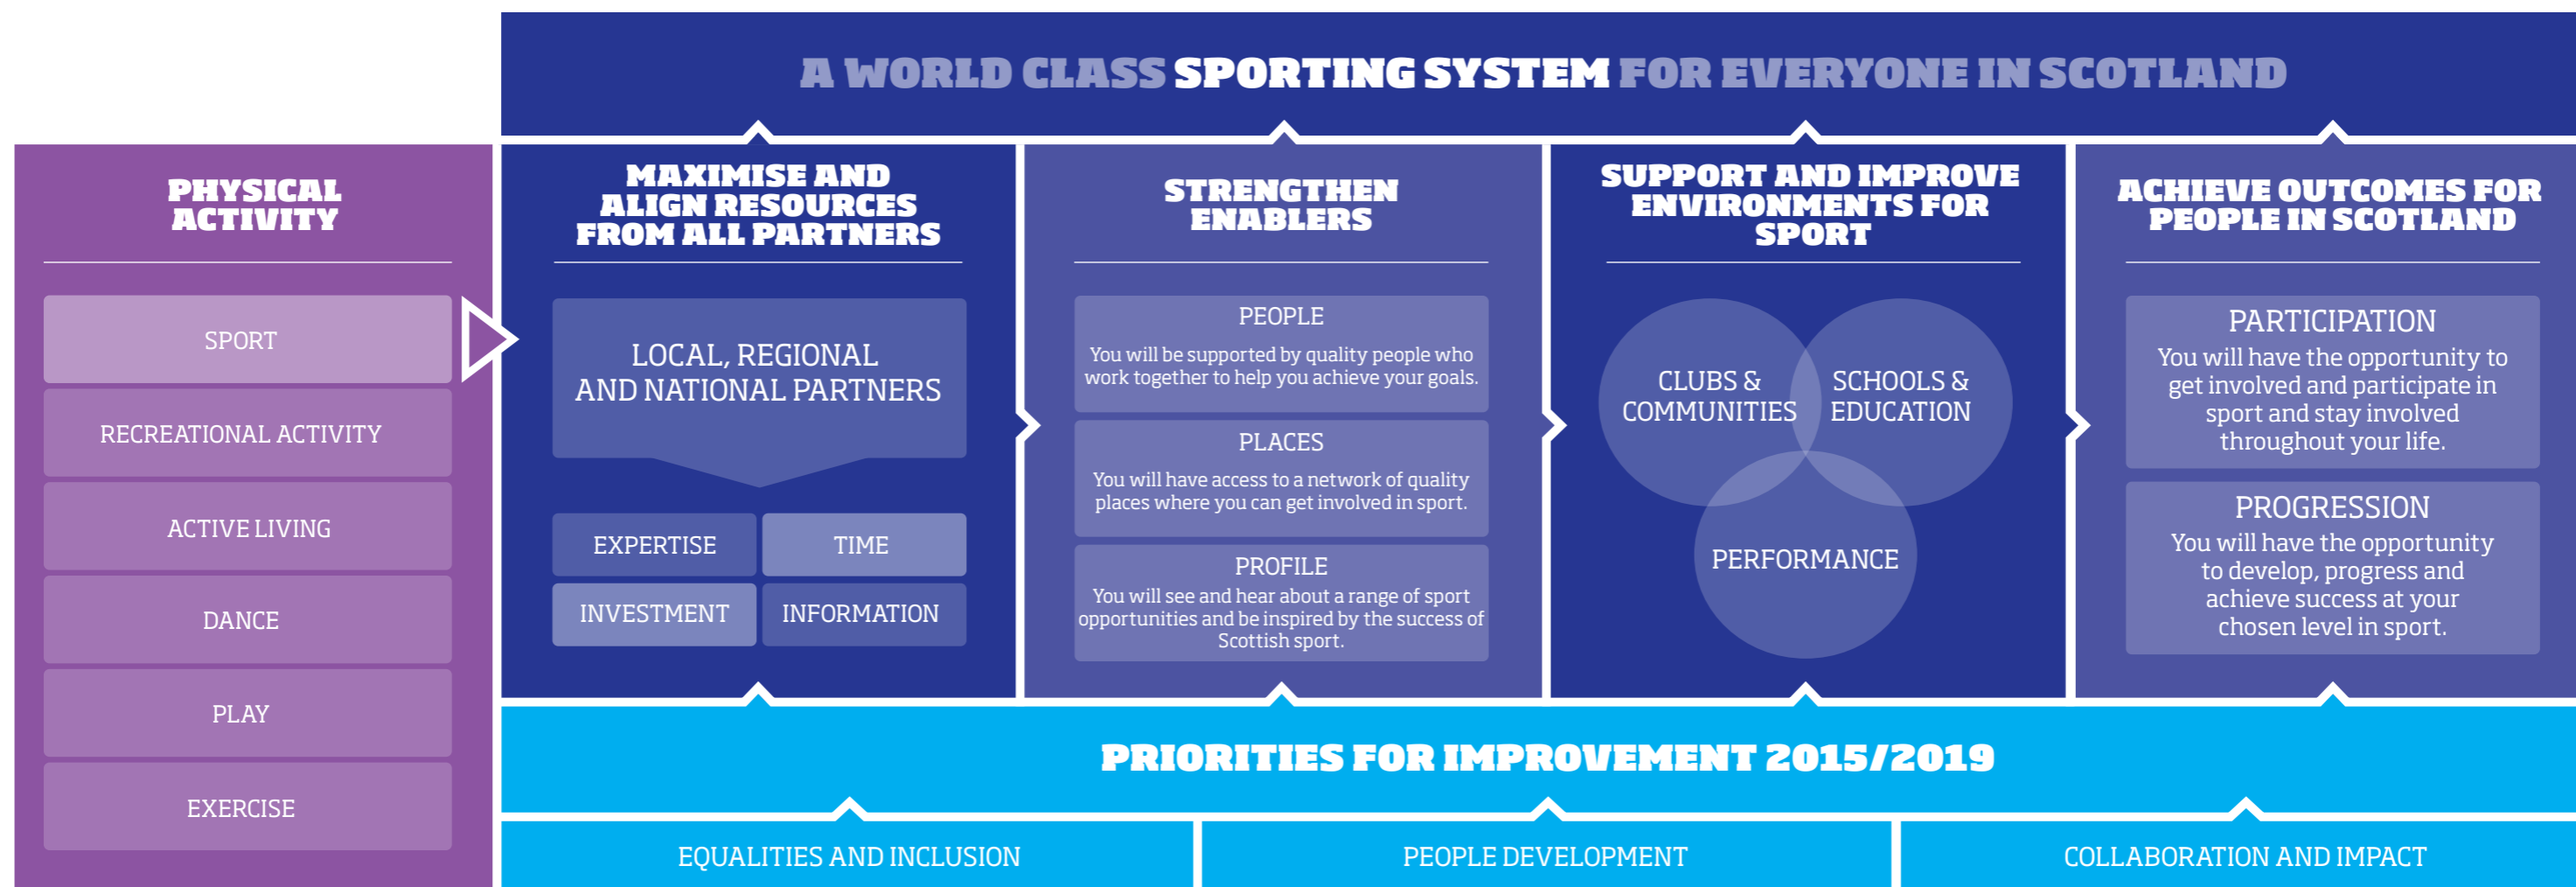 A WORLD CLASS SPORTING SYSTEM FOR EVERYONE IN SCOTLAND
PHYSICAL
ACTIVITY
SPORT
RECREATIONAL ACTIVITY
ACTIVE LIVING
DANCE
PLAY
EXERCISE
MAXIMISE AND
ALIGN RESOURCES
FROM ALL PARTNERS
LOCAL, REGIONAL
AND NATIONAL PARTNERS
EXPERTISE
TIME
INVESTMENT
INFORMATION
STRENGTHEN
ENABLERS
PEOPLE
You will be supported by quality people who
work together to help you achieve your goals.
PLACES
You will have access to a network of quality
places where you can get involved in sport.
PROFILE
You will see and hear about a range of sport
opportunities and be inspired by the success of
Scottish sport.
SUPPORT AND IMPROVE
ENVIRONMENTS FOR
SPORT
CLUBS &
COMMUNITIES
SCHOOLS &
EDUCATION
PERFORMANCE
ACHIEVE OUTCOMES FOR
PEOPLE IN SCOTLAND
PARTICIPATION
You will have the opportunity to
get involved and participate in
sport and stay involved
throughout your life.
PROGRESSION
You will have the opportunity
to develop, progress and
achieve success at your
chosen level in sport.
PRIORITIES FOR IMPROVEMENT 2015/2019
EQUALITIES AND INCLUSION
PEOPLE DEVELOPMENT
COLLABORATION AND IMPACT